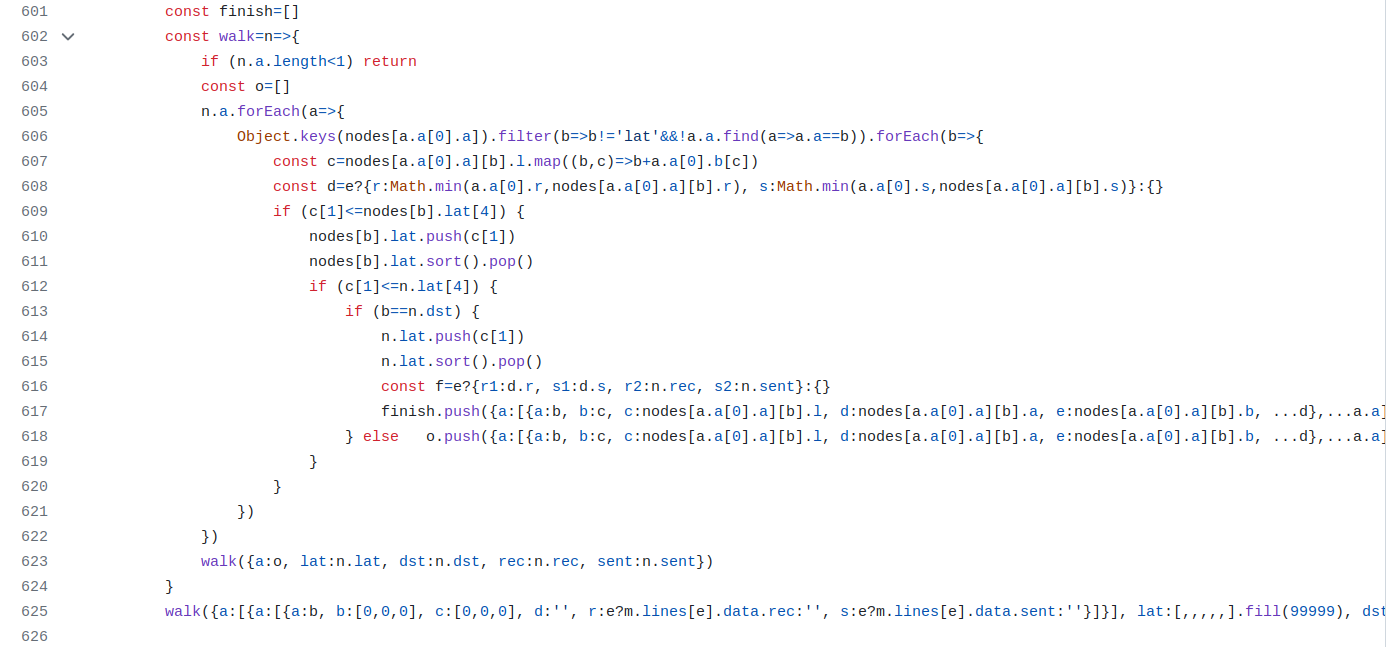 601 const finish=[]
602 const walk=n=>{
603 if (n.a.length<1) return
604 const o=[]
605 n.a.forEach(a=>{
606 Object.keys(nodes[a.a[0].a]).filter(b=>b!='lat'&&!a.a.find(a=>a.a==b)).forEach(b=>{
607 const c=nodes[a.a[0].a][b].l.map((b,c)=>b+a.a[0].b[c])
608 const d=e?{r:Math.min(a.a[0].r,nodes[a.a[0].a][b].r), s:Math.min(a.a[0].s,nodes[a.a[0].a][b].s)}:{}
609 if (c[1]<=nodes[b].lat[4]) {
610 nodes[b].lat.push(c[1])
611 nodes[b].lat.sort().pop()
612 if (c[1]<=n.lat[4]) {
613 if (b==n.dst) {
614 n.lat.push(c[1])
615 n.lat.sort().pop()
616 const f=e?{r1:d.r, s1:d.s, r2:n.rec, s2:n.sent}:{}
617 finish.push({a:[{a:b, b:c, c:nodes[a.a[0].a][b].l, d:nodes[a.a[0].a][b].a, e:nodes[a.a[0].a][b].b, ...d},...a.a]
618 } else   o.push({a:[{a:b, b:c, c:nodes[a.a[0].a][b].l, d:nodes[a.a[0].a][b].a, e:nodes[a.a[0].a][b].b, ...d},...a.a]
619 }
620 }
621 })
622 })
623 walk({a:o, lat:n.lat, dst:n.dst, rec:n.rec, sent:n.sent})
624 }
625 walk({a:[{a:[{a:b, b:[0,0,0], c:[0,0,0], d:'', r:e?m.lines[e].data.rec:'', s:e?m.lines[e].data.sent:''}]}], lat:[,,,,,].fill(99999), dst
626